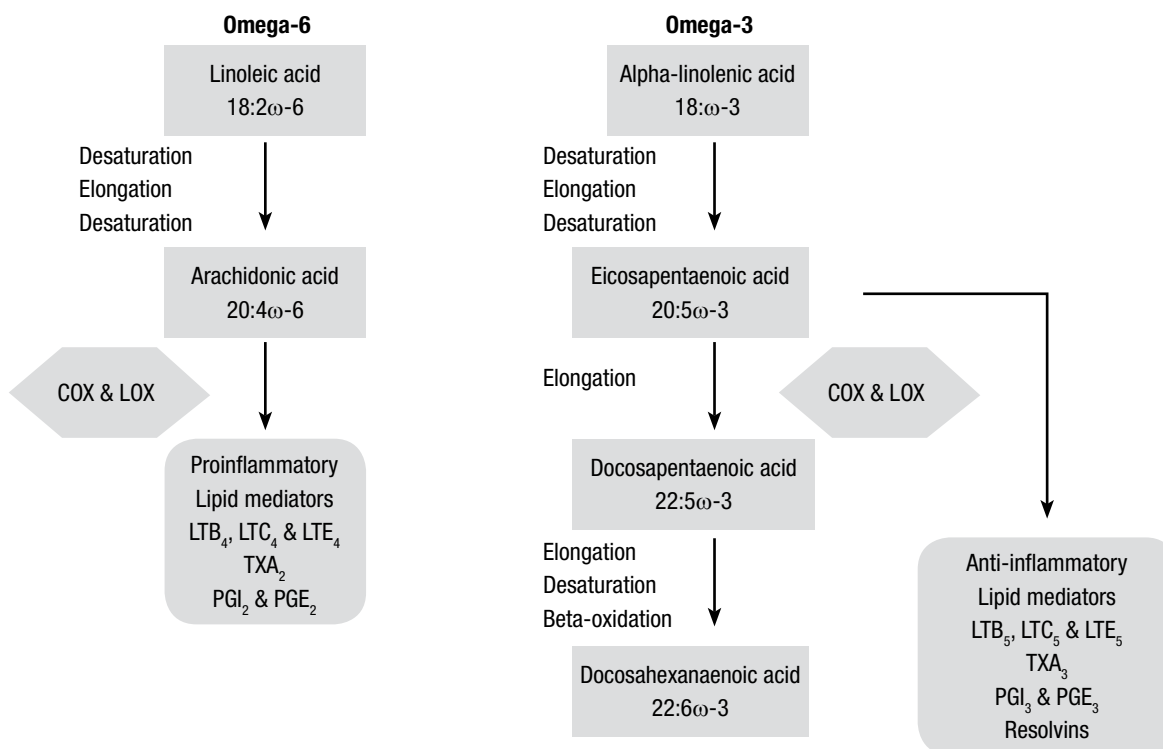 Omega-6
Linoleic acid
18:2ω-6
Desaturation
Elongation
Desaturation
Arachidonic acid
20:4ω-6
COX & LOX
Proinflammatory
Lipid mediators
LTB₄, LTC₄ & LTE₄
TXA₂
PGI₂ & PGE₂
Omega-3
Alpha-linolenic acid
18:ω-3
Desaturation
Elongation
Desaturation
Eicosapentaenoic acid
20:5ω-3
Elongation
COX & LOX
Docosapentaenoic acid
22:5ω-3
Elongation
Desaturation
Beta-oxidation
Docosahexanaenoic acid
22:6ω-3
Anti-inflammatory
Lipid mediators
LTB₅, LTC₅ & LTE₅
TXA₃
PGI₃ & PGE₃
Resolvins